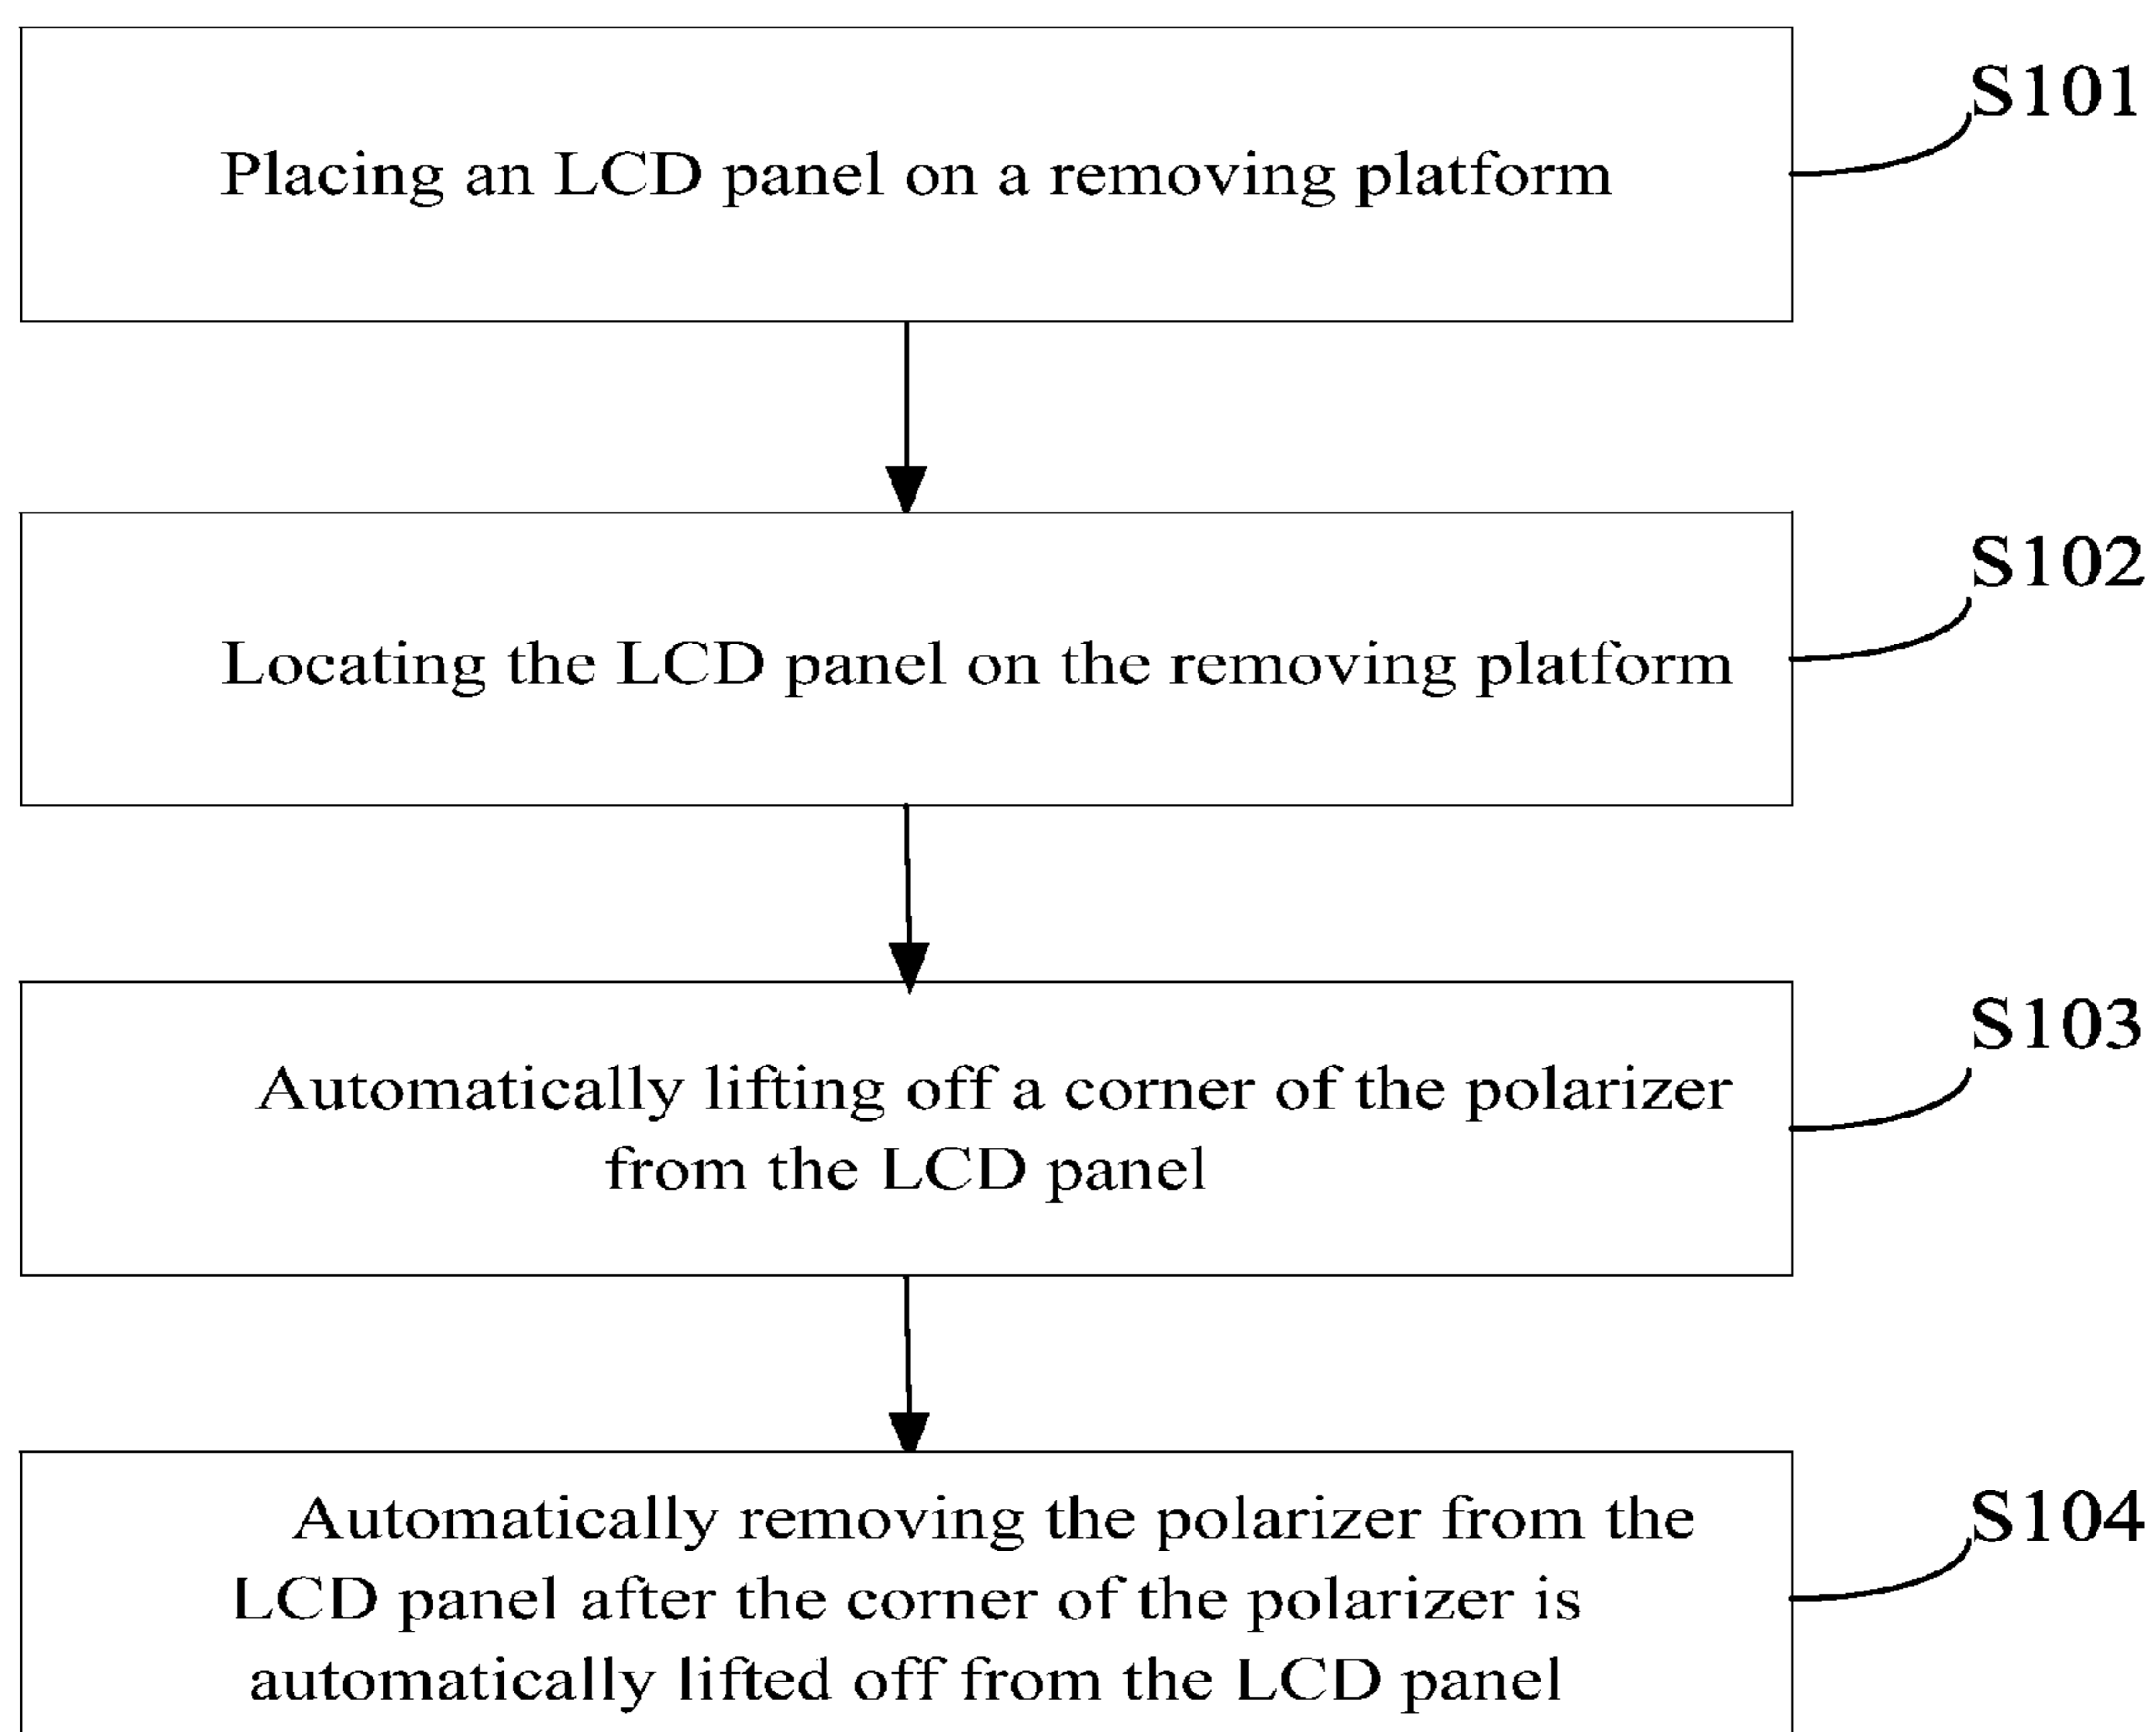 S101
Placing an LCD panel on a removing platform
S102
Locating the LCD panel on the removing platform
S103
Automatically lifting off a corner of the polarizer
from the LCD panel
S104
Automatically removing the polarizer from the
LCD panel after the corner of the polarizer is
automatically lifted off from the LCD panel